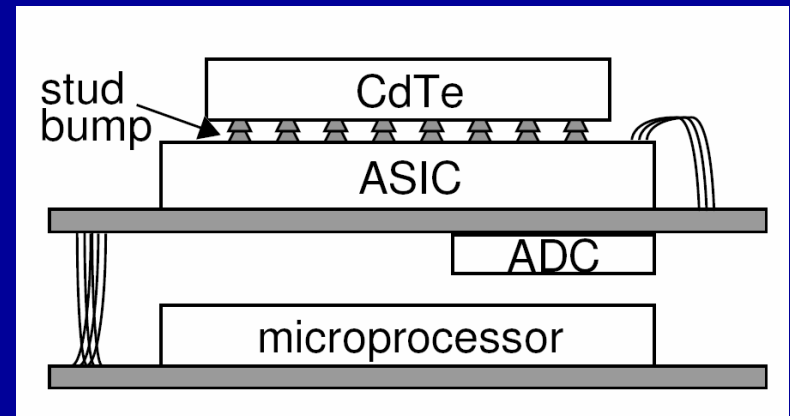 CdTe
stud
bump
ASIC
ADC
microprocessor